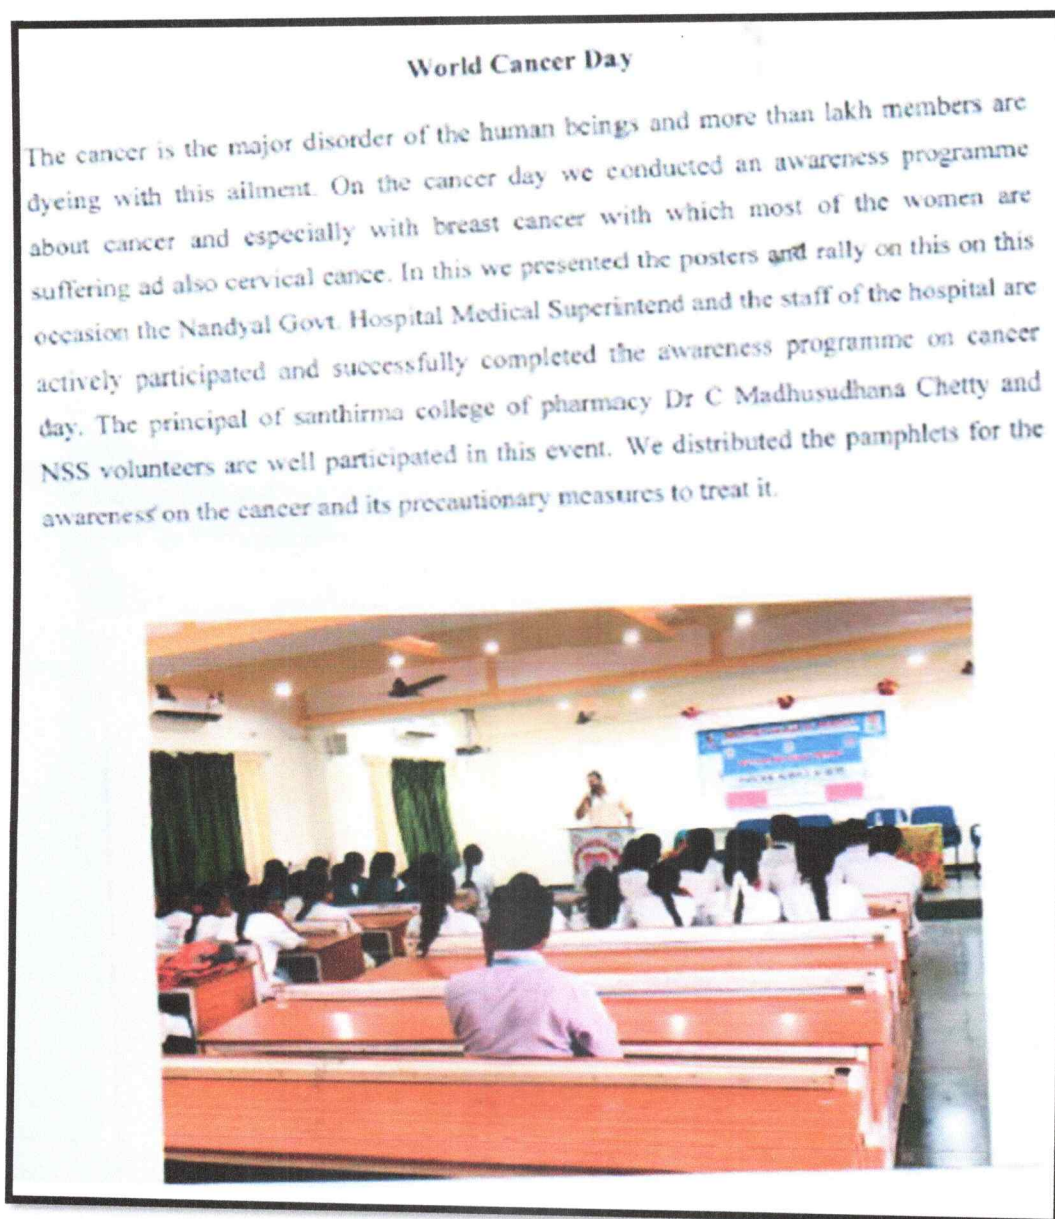 World Cancer Day
The cancer is the major disorder of the human beings and more than lakh members are
dyeing with this ailment. On the cancer day we conducted an awareness programme
about cancer and especially with breast cancer with which most of the women are
suffering ad also cervical cance. In this we presented the posters and rally on this on this
occasion the Nandyal Govt. Hospital Medical Superintend and the staff of the hospital are
actively participated and successfully completed the awareness programme on cancer
day. The principal of santhirma college of pharmacy Dr C Madhusudhana Chetty and
NSS volunteers are well participated in this event. We distributed the pamphlets for the
awareness on the cancer and its precautionary measures to treat it.